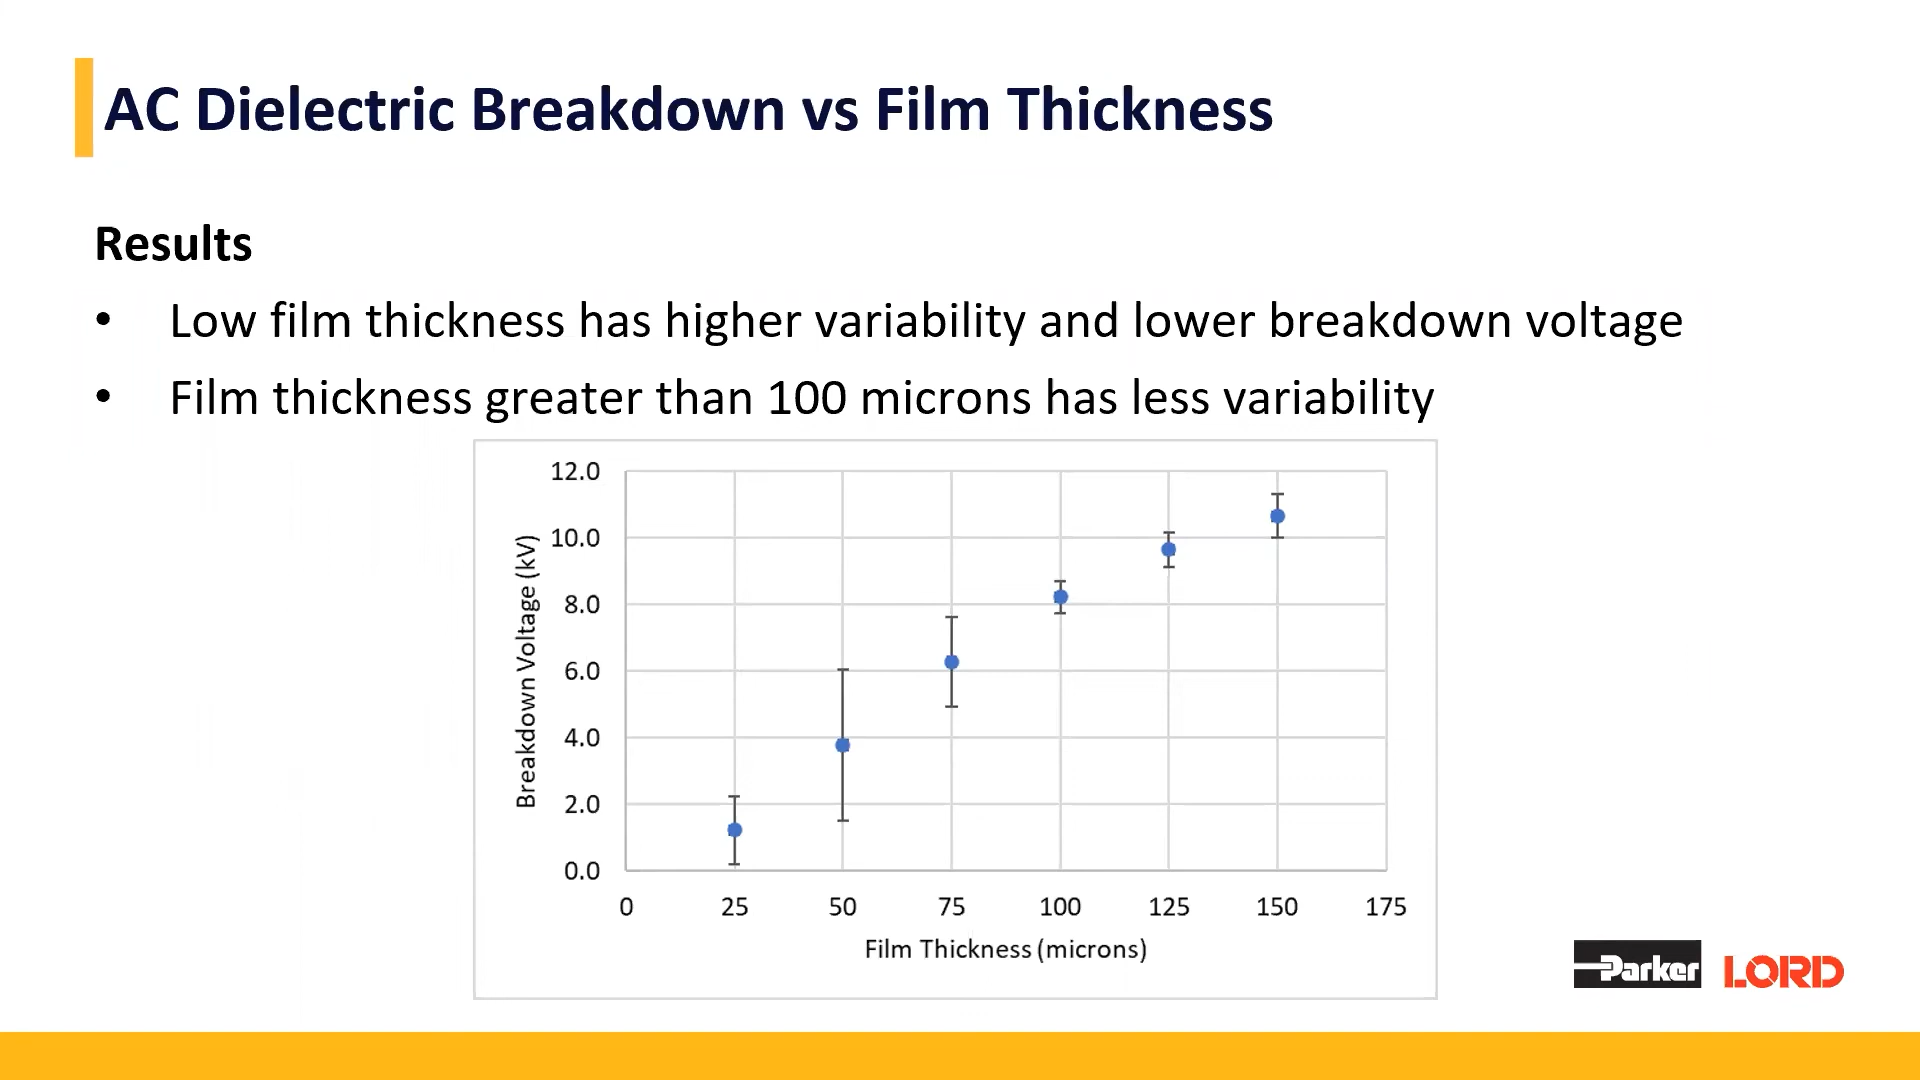 AC Dielectric Breakdown vs Film Thickness
Results
• Low film thickness has higher variability and lower breakdown voltage
• Film thickness greater than 100 microns has less variability
12.0
10.0
8.0
6.0
4.0
2.0
0.0
Breakdown Voltage (kV)
0 25 50 75 100 125 150 175
Film Thickness (microns)
Parker LORD